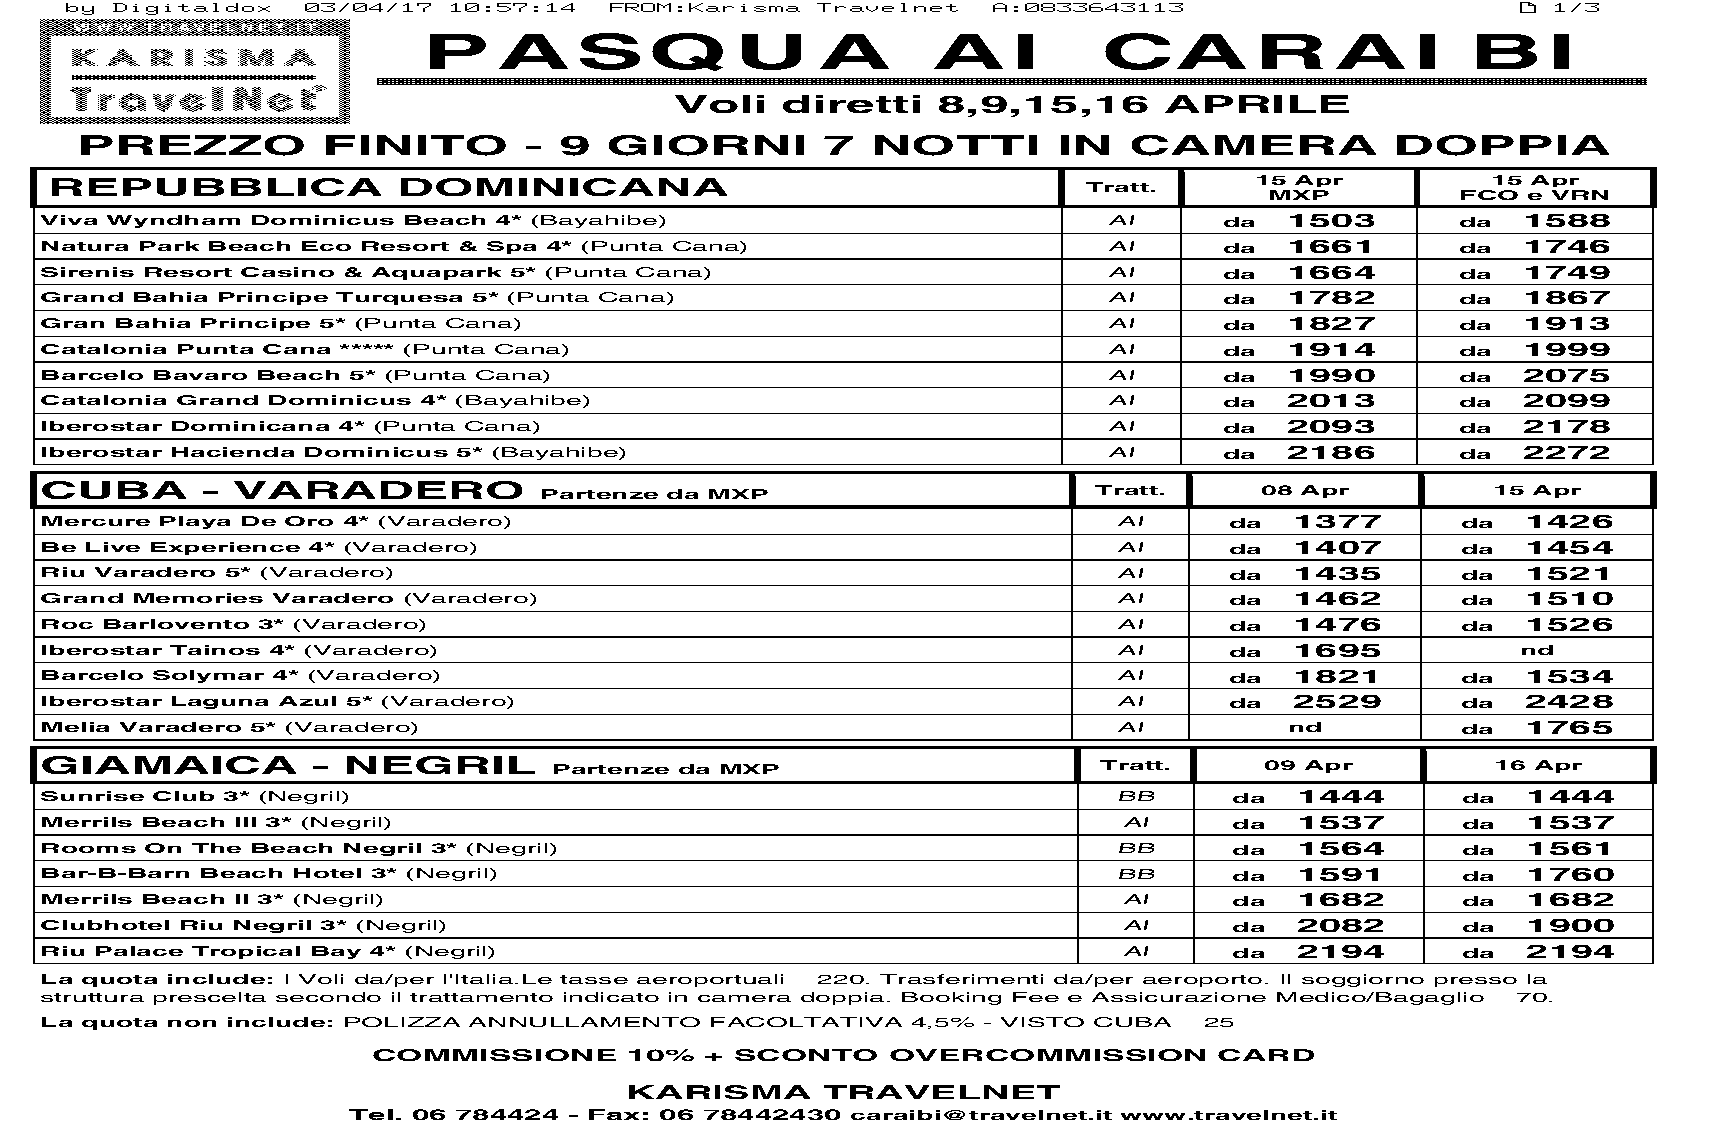 by Digitaldox 03/04/17 10:57:14 FROM:Karisma Travelnet A:0833643113 1/3
KARISMA
TravelNet
PASQUA AI CARAIBI
Voli diretti 8,9,15,16 APRILE
PREZZO FINITO - 9 GIORNI 7 NOTTI IN CAMERA DOPPIA
REPUBBLICA DOMINICANA Tratt. 15 Apr MXP 15 Apr FCO e VRN
Viva Wyndham Dominicus Beach 4* (Bayahibe) AI da 1503 da 1588
Natura Park Beach Eco Resort & Spa 4* (Punta Cana) AI da 1661 da 1746
Sirenis Resort Casino & Aquapark 5* (Punta Cana) AI da 1664 da 1749
Grand Bahia Principe Turquesa 5* (Punta Cana) AI da 1782 da 1867
Gran Bahia Principe 5* (Punta Cana) AI da 1827 da 1913
Catalonia Punta Cana ***** (Punta Cana) AI da 1914 da 1999
Barcelo Bavaro Beach 5* (Punta Cana) AI da 1990 da 2075
Catalonia Grand Dominicus 4* (Bayahibe) AI da 2013 da 2099
Iberostar Dominicana 4* (Punta Cana) AI da 2093 da 2178
Iberostar Hacienda Dominicus 5* (Bayahibe) AI da 2186 da 2272
CUBA - VARADERO Partenze da MXP Tratt. 08 Apr 15 Apr
Mercure Playa De Oro 4* (Varadero) AI da 1377 da 1426
Be Live Experience 4* (Varadero) AI da 1407 da 1454
Riu Varadero 5* (Varadero) AI da 1435 da 1521
Grand Memories Varadero (Varadero) AI da 1462 da 1510
Roc Barlovento 3* (Varadero) AI da 1476 da 1526
Iberostar Tainos 4* (Varadero) AI da 1695 nd
Barcelo Solymar 4* (Varadero) AI da 1821 da 1534
Iberostar Laguna Azul 5* (Varadero) AI da 2529 da 2428
Melia Varadero 5* (Varadero) AI nd da 1765
GIAMAICA - NEGRIL Partenze da MXP Tratt. 09 Apr 16 Apr
Sunrise Club 3* (Negril) BB da 1444 da 1444
Merrils Beach III 3* (Negril) AI da 1537 da 1537
Rooms On The Beach Negril 3* (Negril) BB da 1564 da 1561
Bar-B-Barn Beach Hotel 3* (Negril) BB da 1591 da 1760
Merrils Beach II 3* (Negril) AI da 1682 da 1682
Clubhotel Riu Negril 3* (Negril) AI da 2082 da 1900
Riu Palace Tropical Bay 4* (Negril) AI da 2194 da 2194
La quota include: I Voli da/per l'Italia.Le tasse aeroportuali 220. Trasferimenti da/per aeroporto. Il soggiorno presso la
struttura prescelta secondo il trattamento indicato in camera doppia. Booking Fee e Assicurazione Medico/Bagaglio 70.
La quota non include: POLIZZA ANNULLAMENTO FACOLTATIVA 4,5% - VISTO CUBA 25
COMMISSIONE 10% + SCONTO OVERCOMMISSION CARD
KARISMA TRAVELNET
Tel. 06 784424 - Fax: 06 78442430 caraibi@travelnet.it www.travelnet.it